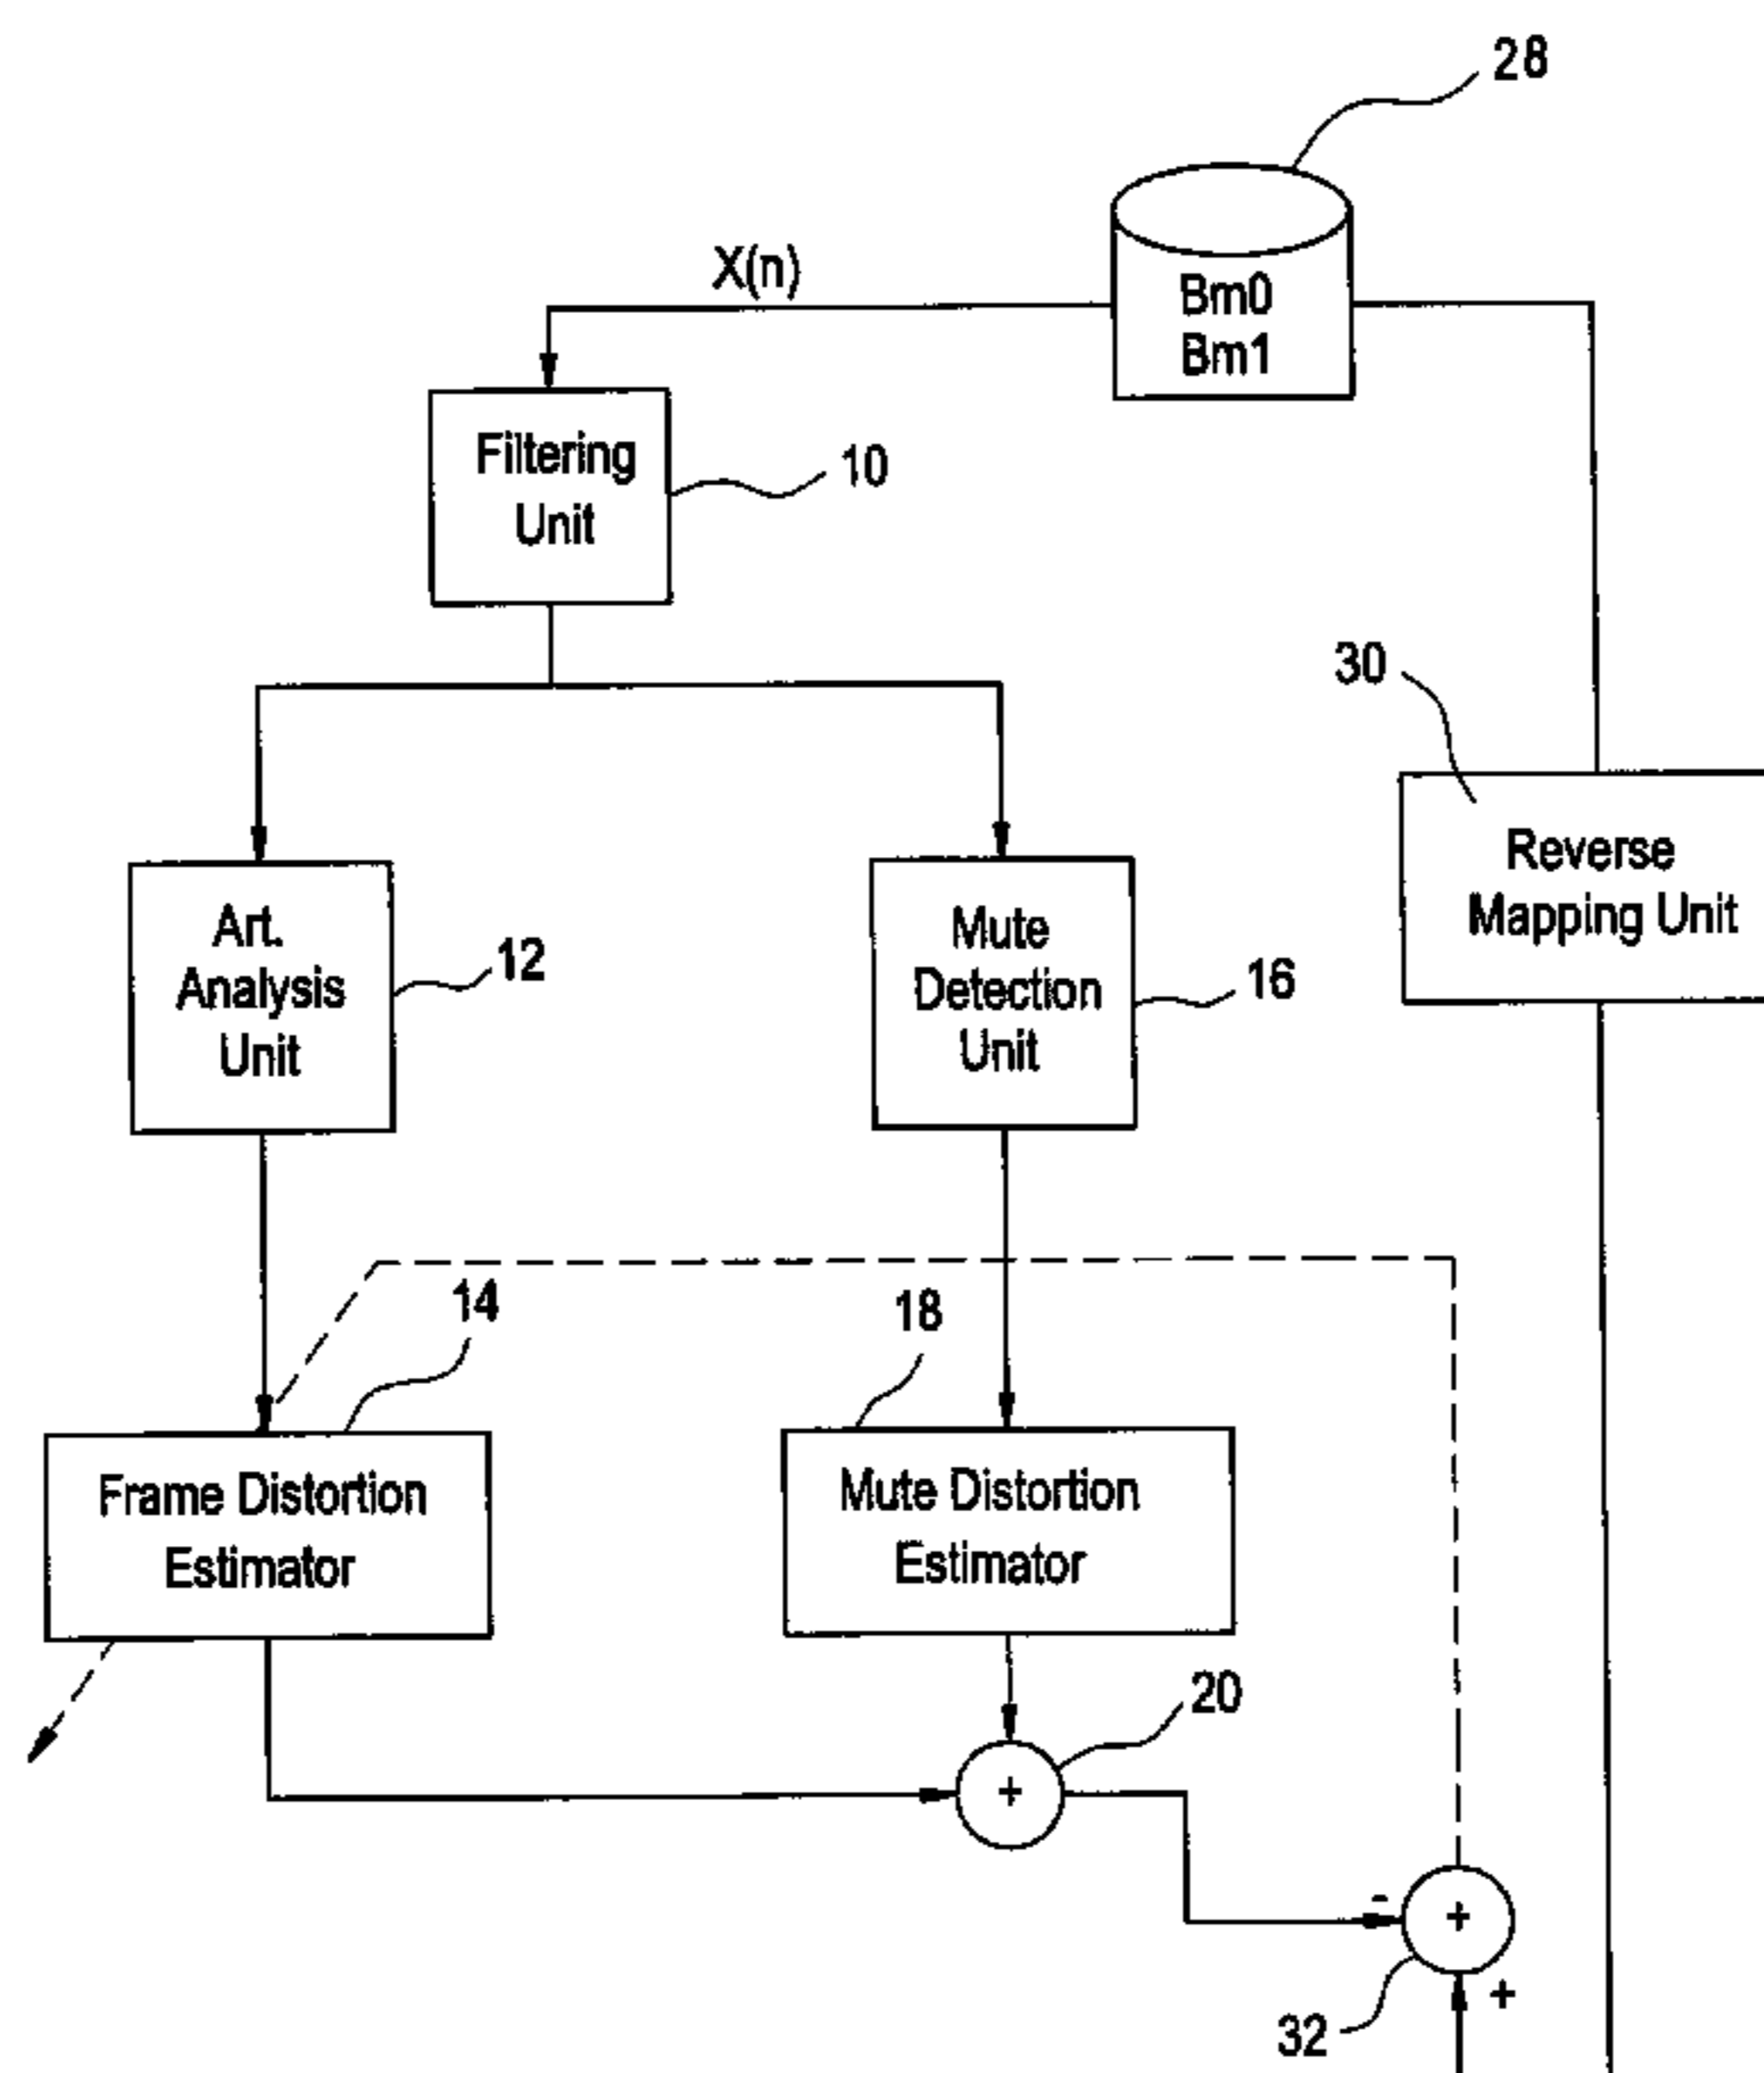 28
X(n)
Bm0
Bm1
Filtering
Unit
10
30
Reverse
Mapping Unit
Art.
Analysis
Unit
12
Mute
Detection
Unit
16
14
18
Frame Distortion
Estimator
Mute Distortion
Estimator
20
+
-
+
+
32